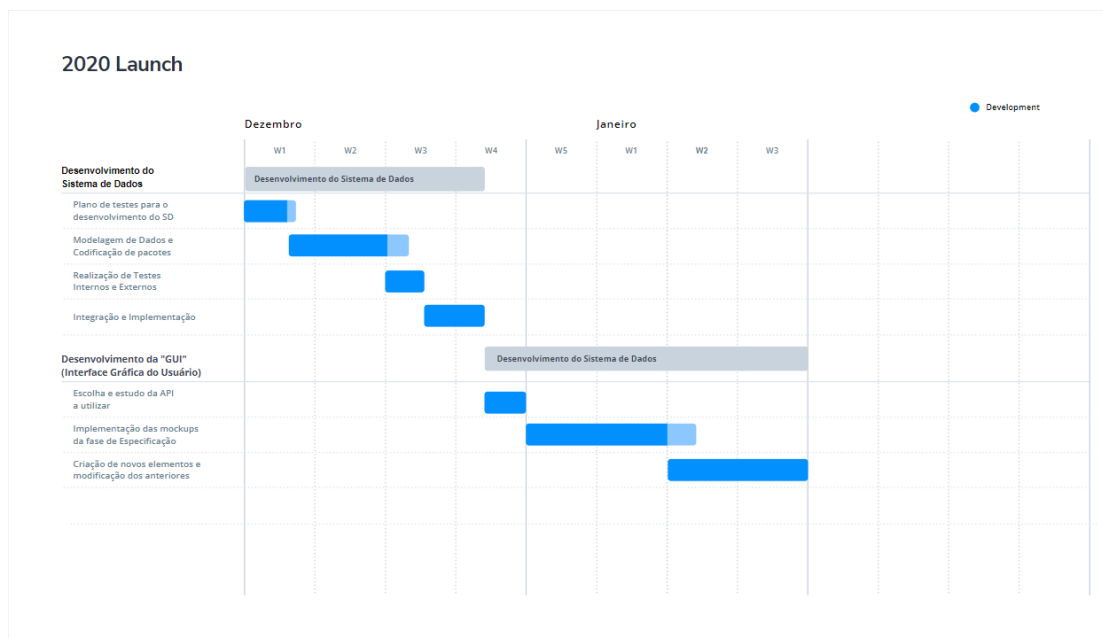 2020 Launch
Development
Dezembro
Janeiro
W1
W2
W3
W4
W5
W1
W2
W3
Desenvolvimento do
Sistema de Dados
Desenvolvimento do Sistema de Dados
Plano de testes para o
desenvolvimento do SD
Modelagem de Dados e
Codificação de pacotes
Realização de Testes
Internos e Externos
Integração e Implementação
Desenvolvimento da "GUI"
(Interface Gráfica do Usuário)
Desenvolvimento do Sistema de Dados
Escolha e estudo da API
a utilizar
Implementação das mockups
da fase de Especificação
Criação de novos elementos e
modificação dos anteriores